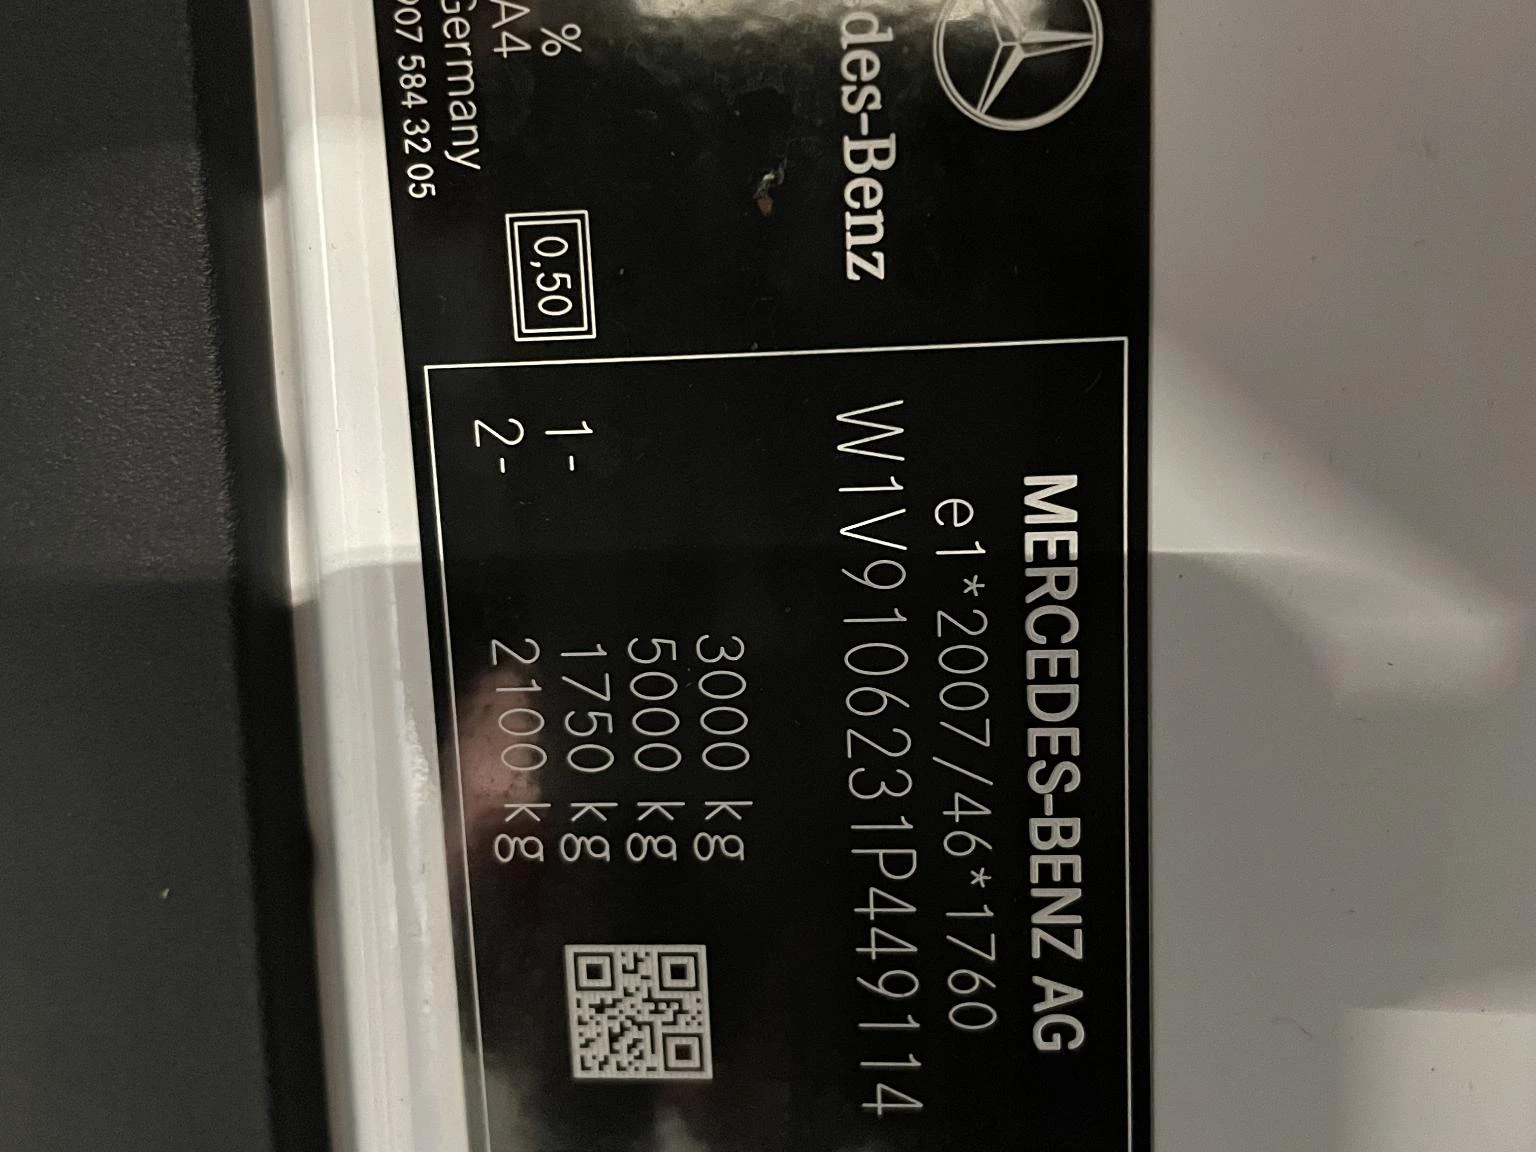 des-Benz
%
A4
Germany
907 584 32 05
0,50
MERCEDES-BENZ AG
e1*2007/46*1760
W1V9106231P449114
3000 kg
5000 kg
1- 1750 kg
2- 2100 kg